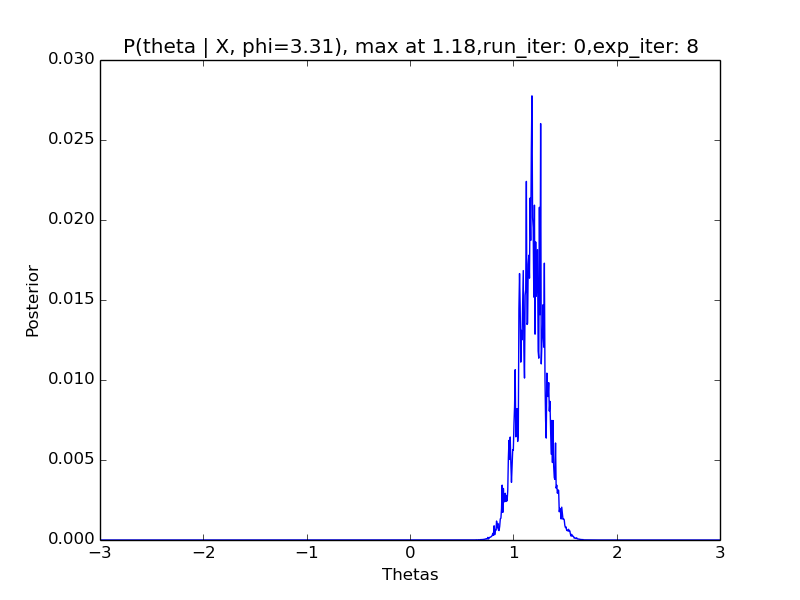 P(theta | X, phi=3.31), max at 1.18,run_iter: 0,exp_iter: 8
0.030
0.025
0.020
0.015
0.010
0.005
0.000
Posterior
−3 −2 −1 0 1 2 3
Thetas